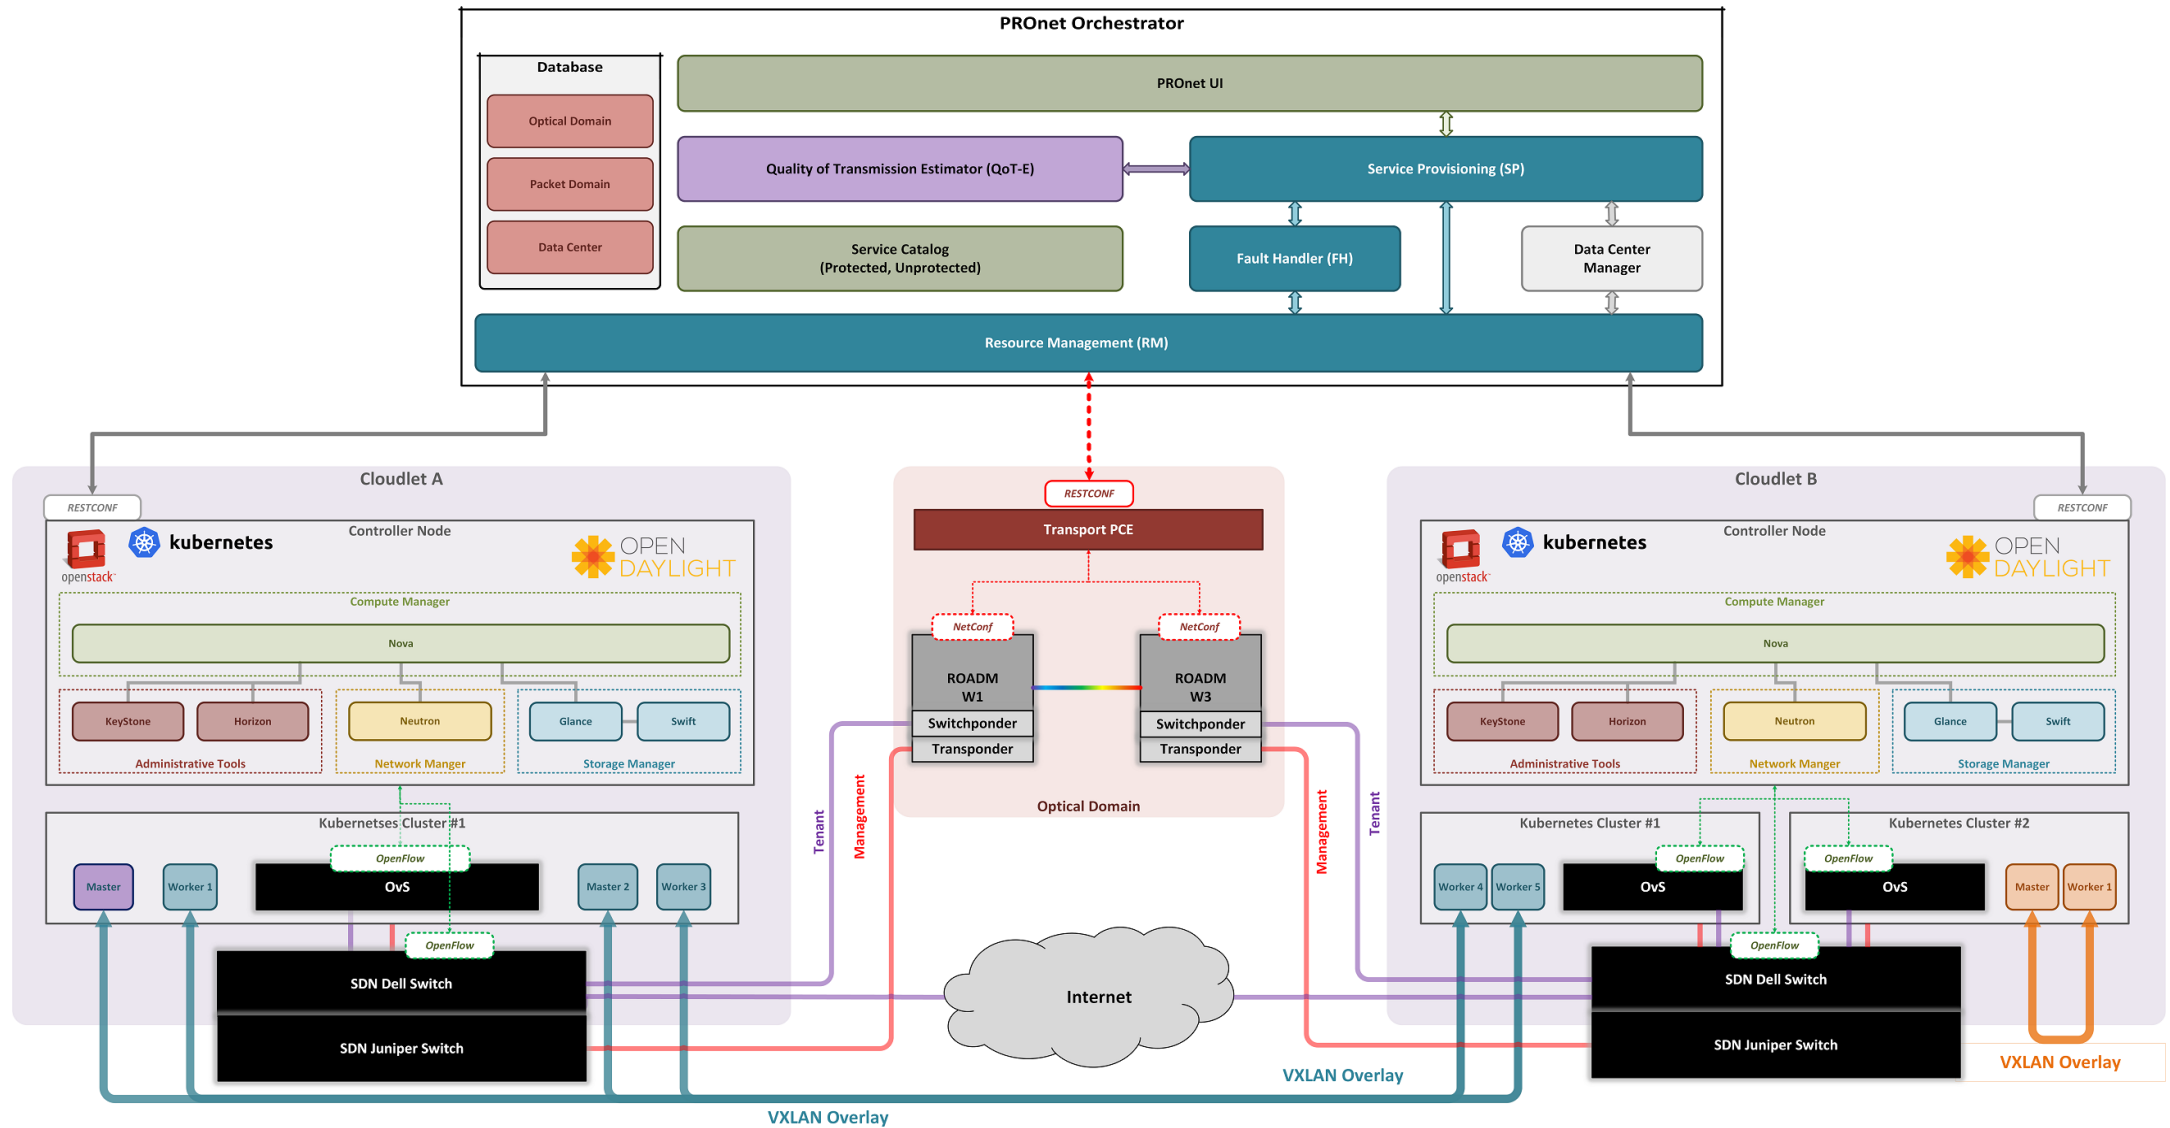 PROnet Orchestrator
Database
Optical Domain
Packet Domain
Data Center
PROnet UI
Quality of Transmission Estimator (QoT-E)
Service Provisioning (SP)
Service Catalog
(Protected, Unprotected)
Fault Handler (FH)
Data Center
Manager
Resource Management (RM)
Cloudlet A
RESTCONF
Controller Node
openstack
kubernetes
OPEN
DAYLIGHT
Compute Manager
Nova
KeyStone
Horizon
Administrative Tools
Neutron
Network Manger
Glance
Swift
Storage Manager
Kubernetses Cluster #1
OpenFlow
Master
Worker 1
OvS
Master 2
Worker 3
OpenFlow
SDN Dell Switch
SDN Juniper Switch
Tenant
Management
RESTCONF
Transport PCE
NetConf
NetConf
ROADM
W1
Switchponder
Transponder
ROADM
W3
Switchponder
Transponder
Optical Domain
Management
Tenant
Internet
Cloudlet B
RESTCONF
Controller Node
openstack
kubernetes
OPEN
DAYLIGHT
Compute Manager
Nova
KeyStone
Horizon
Administrative Tools
Neutron
Network Manger
Glance
Swift
Storage Manager
Kubernetes Cluster #1
OpenFlow
Worker 4
Worker 5
OvS
Kubernetes Cluster #2
OpenFlow
OvS
Master
Worker 1
OpenFlow
SDN Dell Switch
SDN Juniper Switch
VXLAN Overlay
VXLAN Overlay
VXLAN Overlay